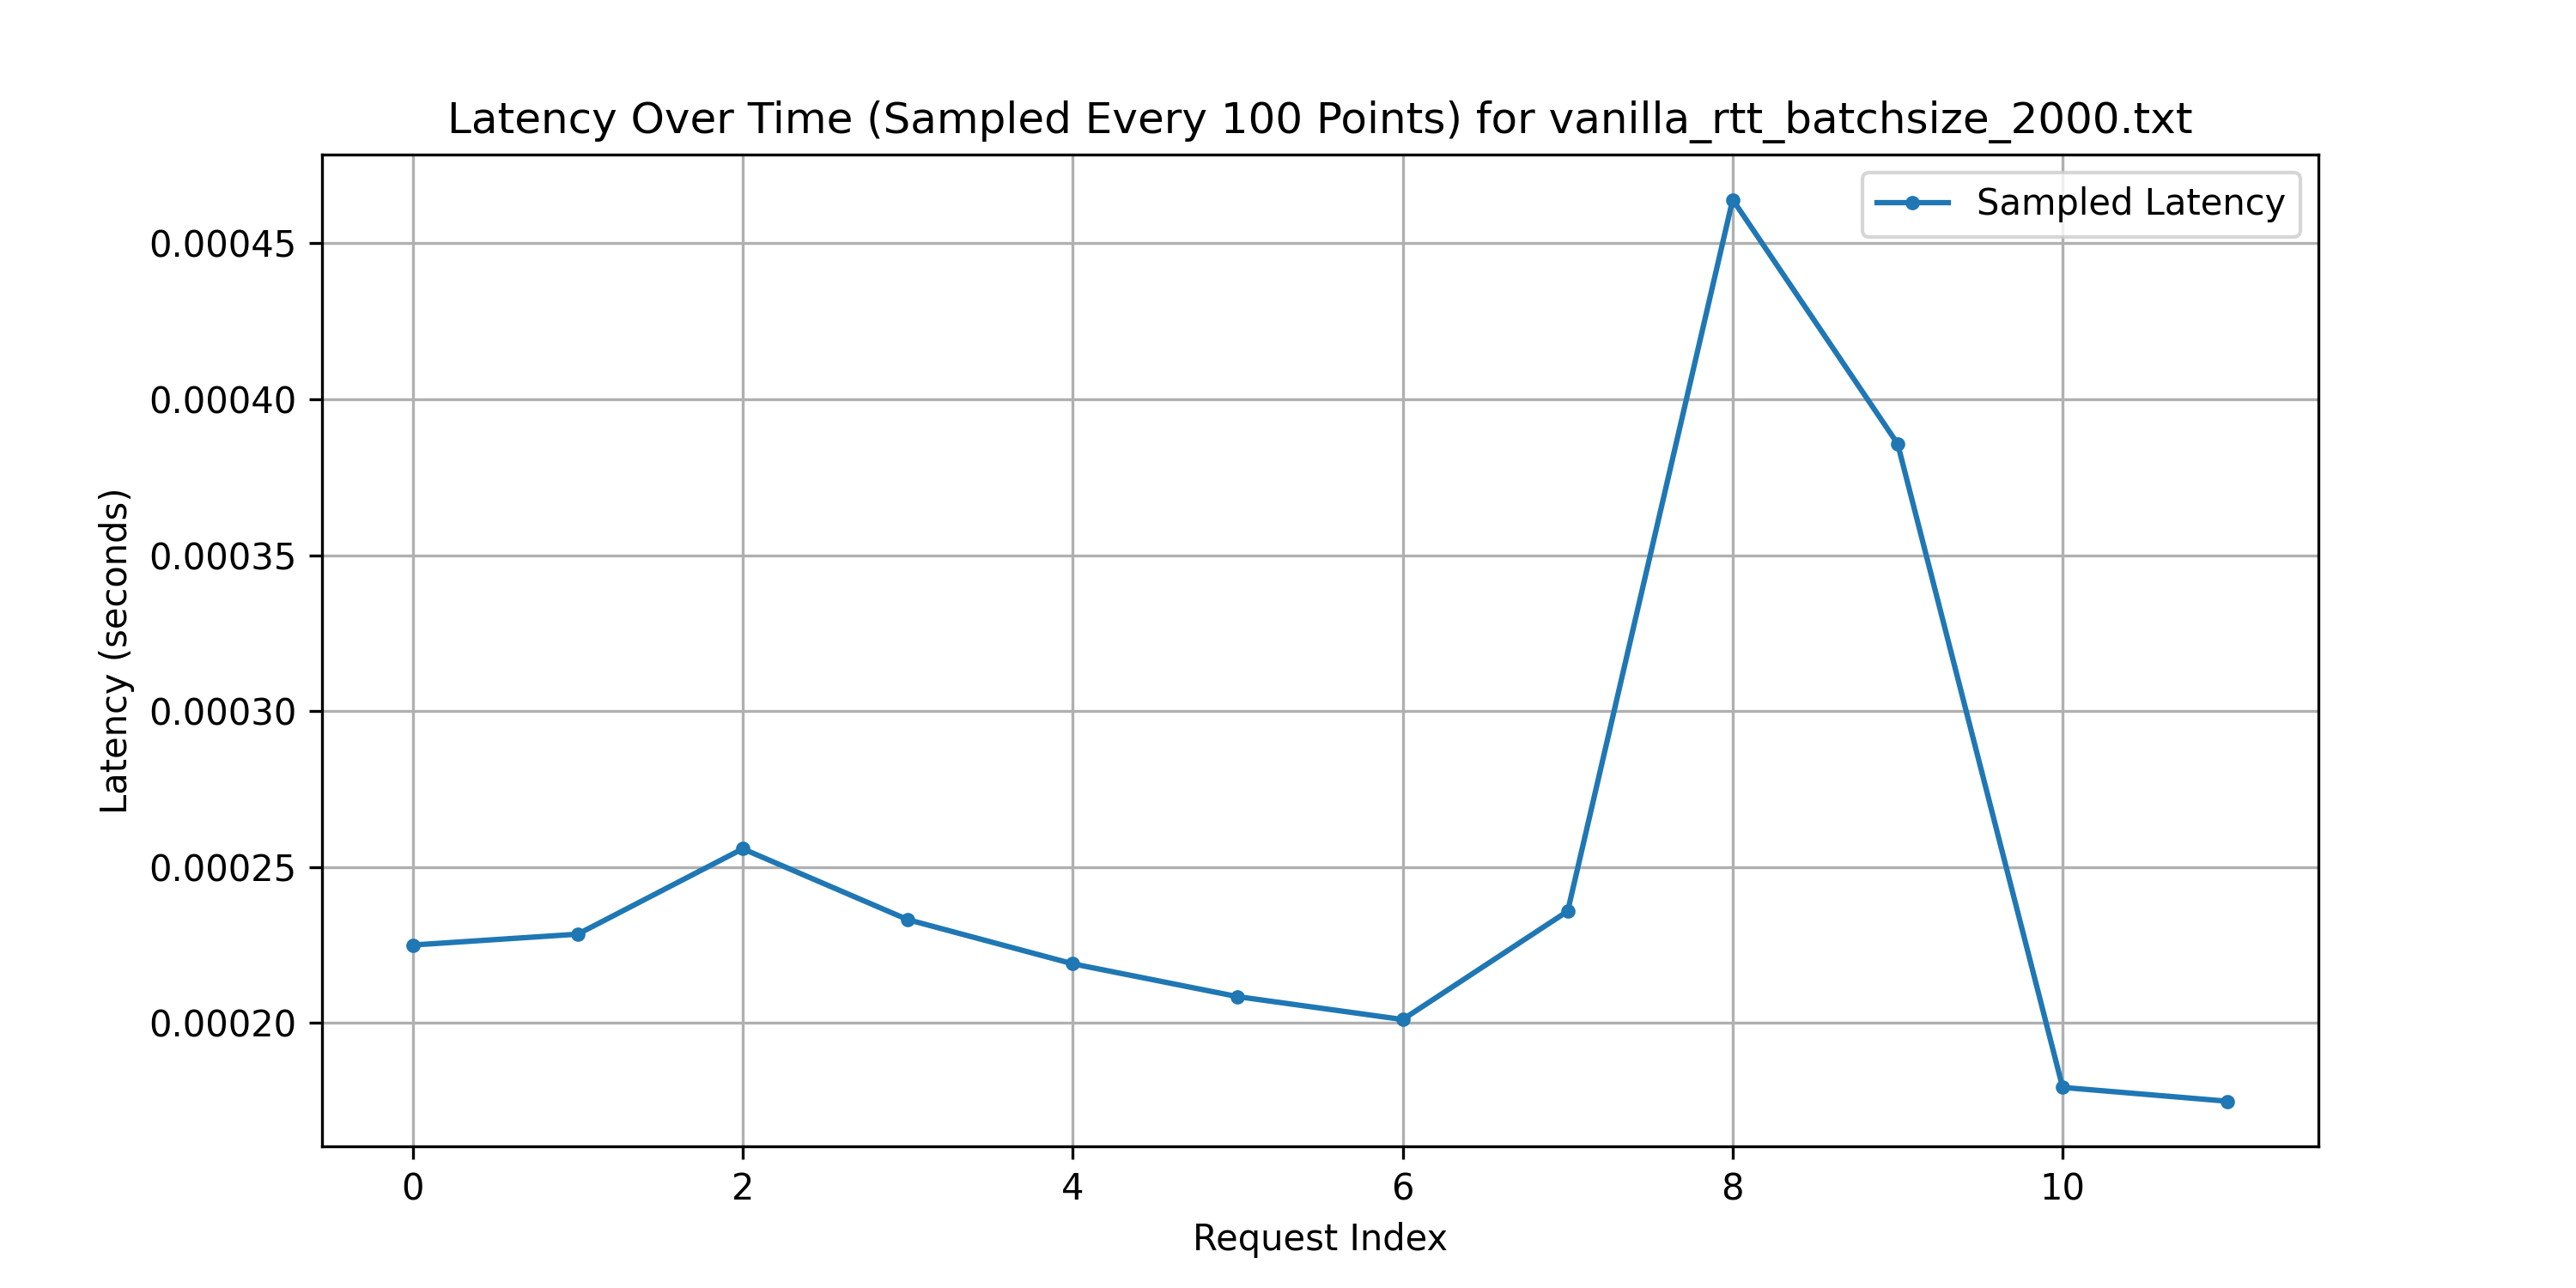 Latency Over Time (Sampled Every 100 Points) for vanilla_rtt_batchsize_2000.txt
Sampled Latency
Latency (seconds)
0.00045
0.00040
0.00035
0.00030
0.00025
0.00020
0 2 4 6 8 10
Request Index